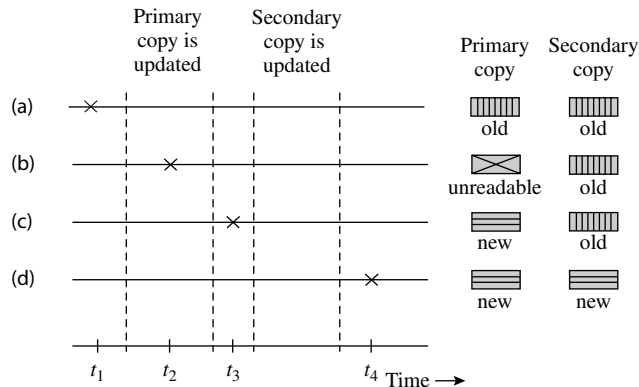 Primary
copy is
updated
Secondary
copy is
updated
Primary
copy
Secondary
copy
(a)
old
old
(b)
unreadable
old
(c)
new
old
(d)
new
new
t1 t2 t3 t4 Time